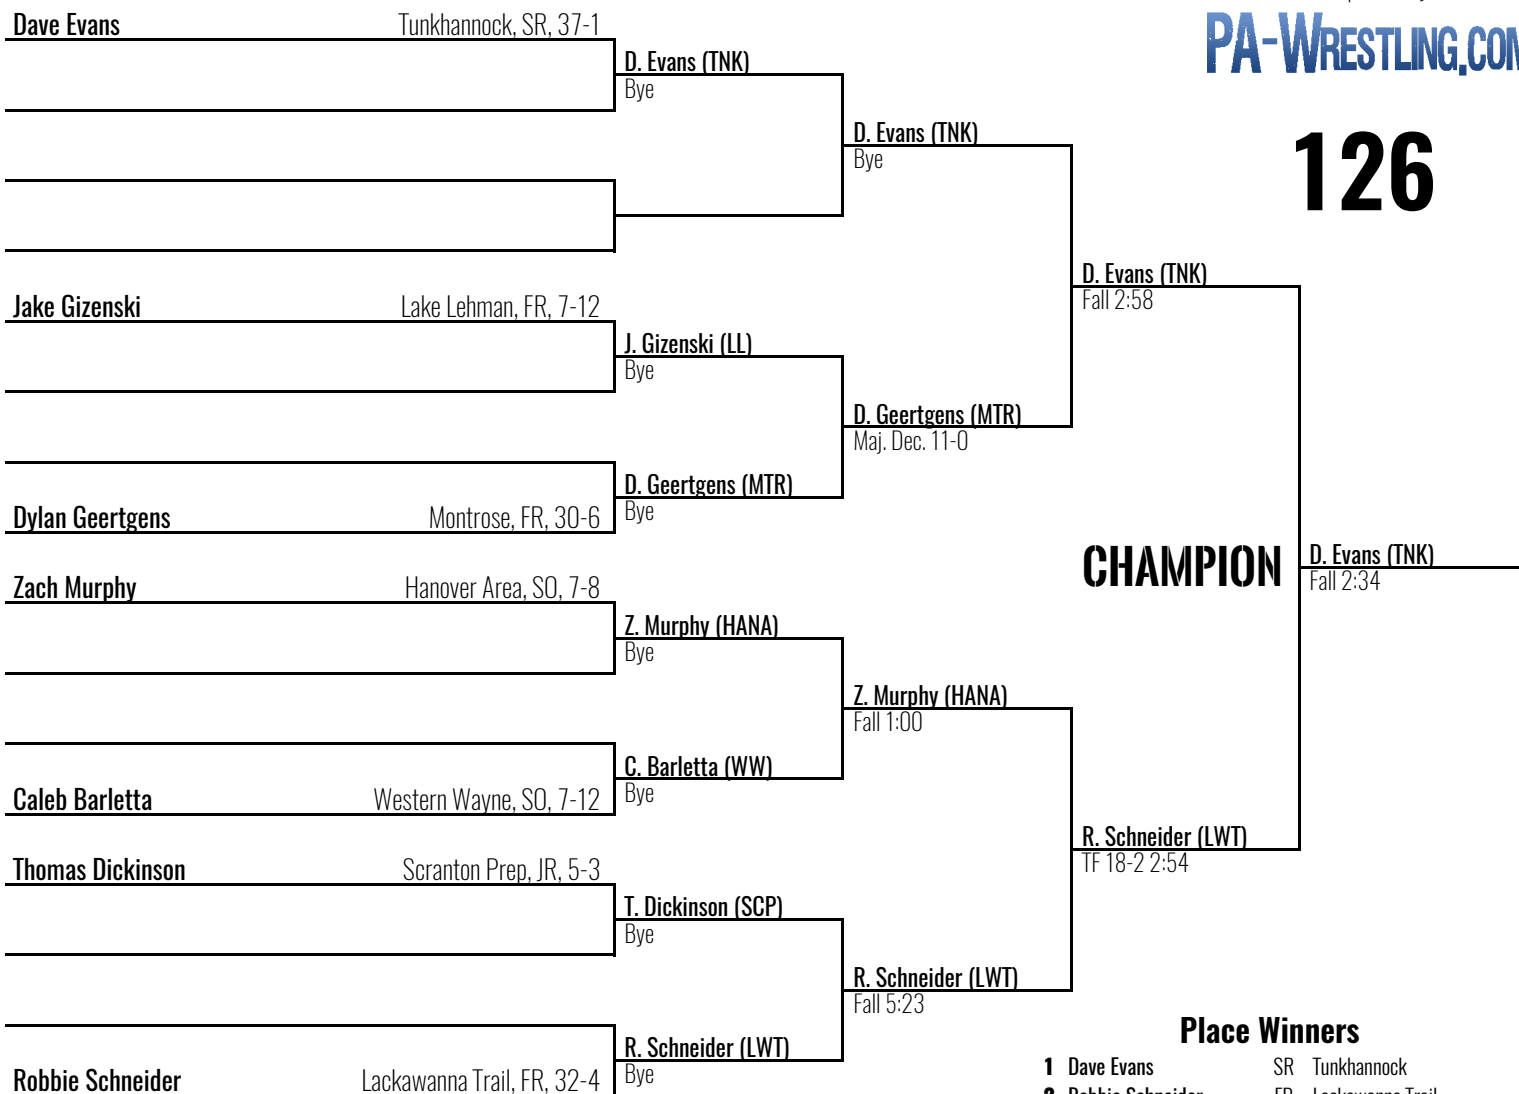 PA-WRESTLING.COM
126
Dave Evans Tunkhannock, SR, 37-1
D. Evans (TNK)
Bye
D. Evans (TNK)
Bye
D. Evans (TNK)
Fall 2:58
Jake Gizenski Lake Lehman, FR, 7-12
J. Gizenski (LL)
Bye
D. Geertgens (MTR)
Maj. Dec. 11-0
D. Geertgens (MTR)
Bye
Dylan Geertgens Montrose, FR, 30-6
CHAMPION
D. Evans (TNK)
Fall 2:34
Zach Murphy Hanover Area, SO, 7-8
Z. Murphy (HANA)
Bye
Z. Murphy (HANA)
Fall 1:00
C. Barletta (WW)
Bye
Caleb Barletta Western Wayne, SO, 7-12
R. Schneider (LWT)
TF 18-2 2:54
Thomas Dickinson Scranton Prep, JR, 5-3
T. Dickinson (SCP)
Bye
R. Schneider (LWT)
Fall 5:23
R. Schneider (LWT)
Bye
Robbie Schneider Lackawanna Trail, FR, 32-4
Place Winners
1 Dave Evans SR Tunkhannock
2 Robbie Schneider FR Lackawanna Trail